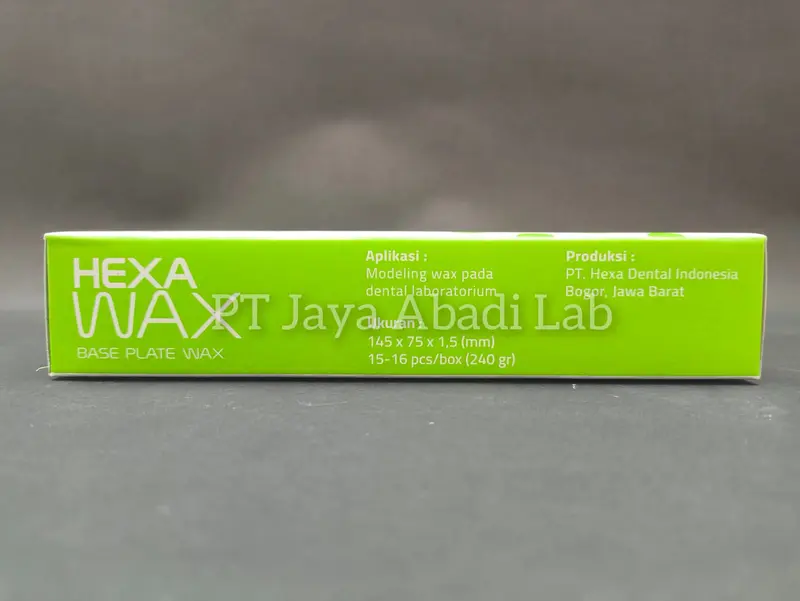 HEXA
WAX
BASE PLATE WAX
Aplikasi :
Modeling wax pada
dental laboratorium
Ukuran :
145 x 75 x 1,5 (mm)
15-16 pcs/box (240 gr)
Produksi :
PT. Hexa Dental Indonesia
Bogor, Jawa Barat
PT Jaya Abadi Lab